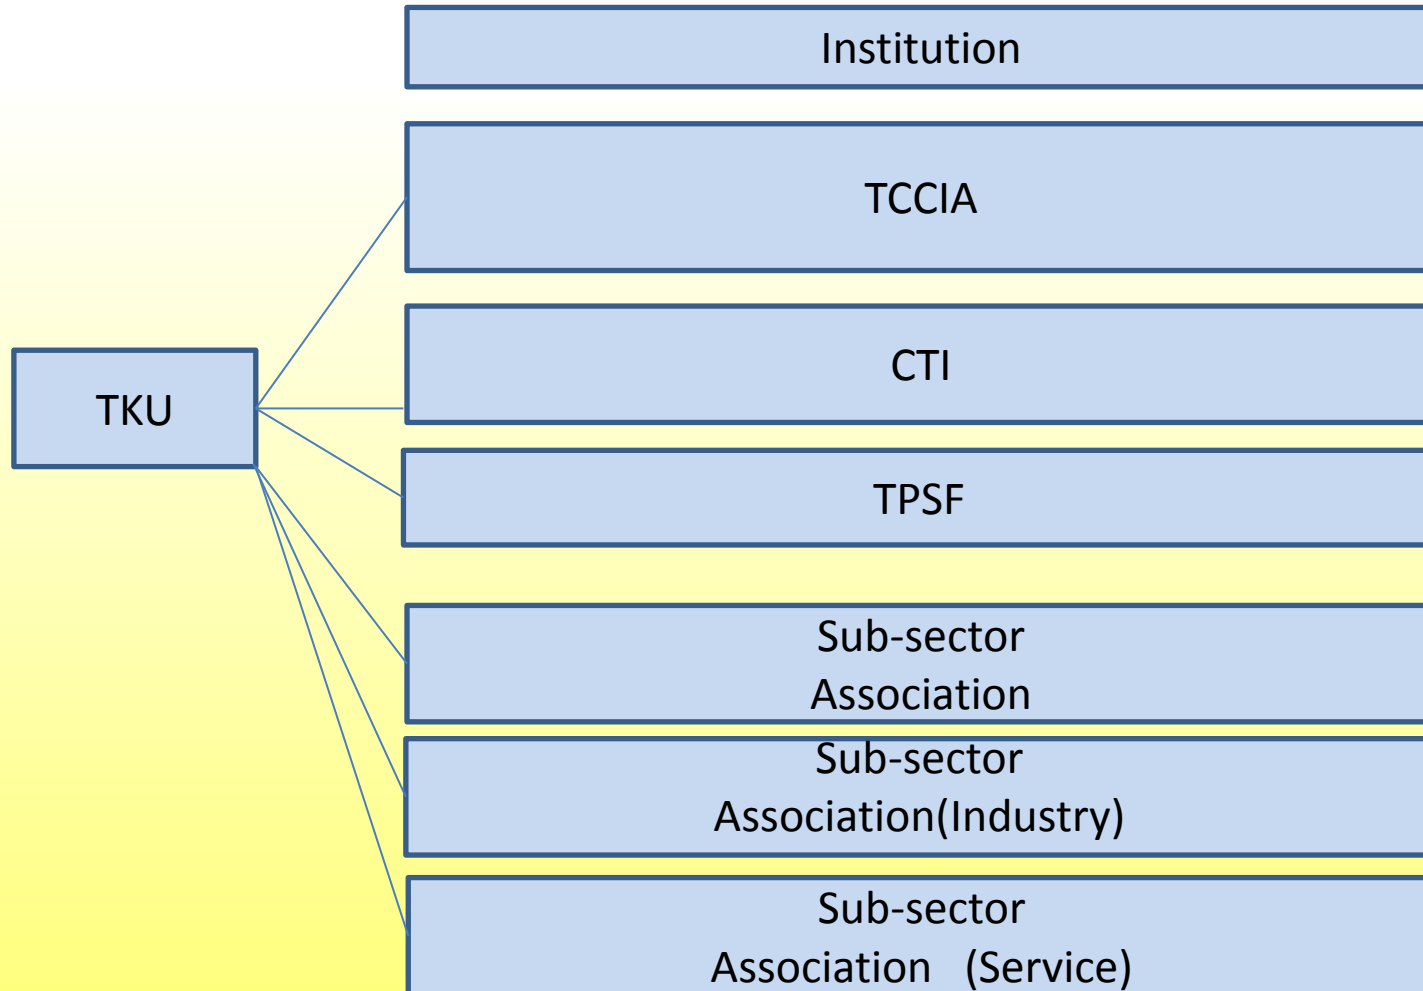 Institution
TCCIA
CTI
TKU
TPSF
Sub-sector
Association
Sub-sector
Association(Industry)
Sub-sector
Association (Service)